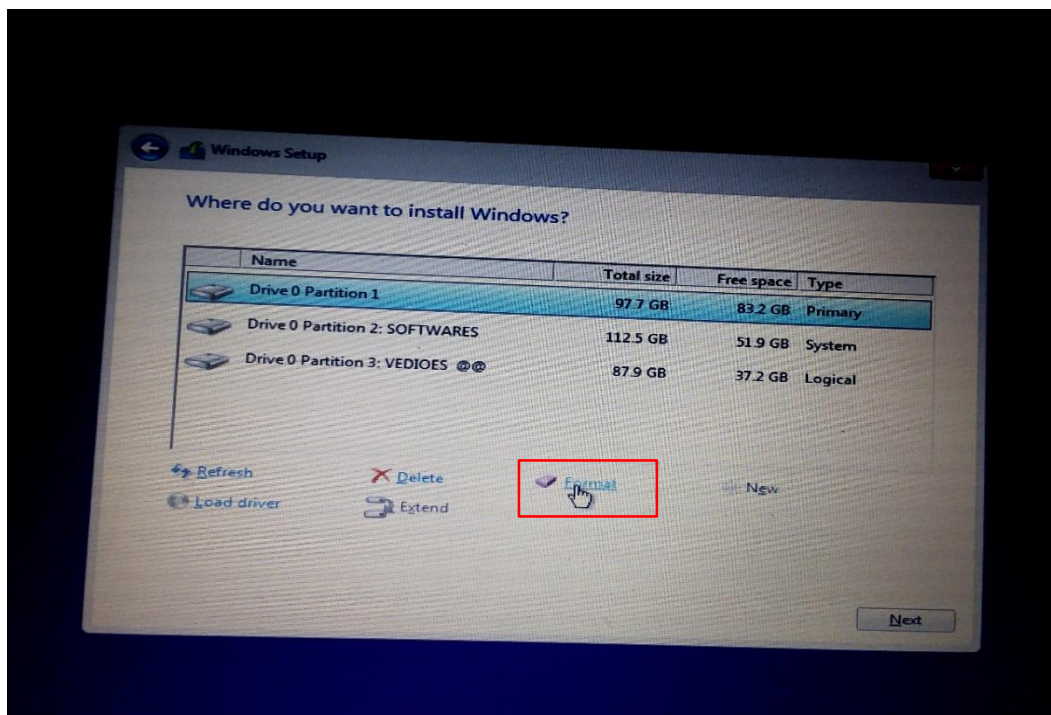 Windows Setup
Where do you want to install Windows?
Name Total size Free space Type
Drive 0 Partition 1 97.7 GB 83.2 GB Primary
Drive 0 Partition 2: SOFTWARES 112.5 GB 51.9 GB System
Drive 0 Partition 3: VEDIOES @@ 87.9 GB 37.2 GB Logical
Refresh Delete Format New
Load driver Extend
Next